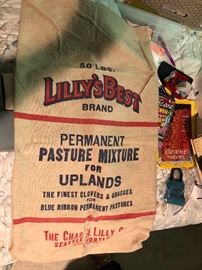 50 LBS.
LILLY'S BEST
BRAND
PERMANENT
PASTURE MIXTURE
FOR
UPLANDS
THE FINEST CLOVERS & GRASSES
FOR
BLUE RIBBON PERMANENT PASTURES
THE CHAS. H. LILLY CO.
SEATTLE